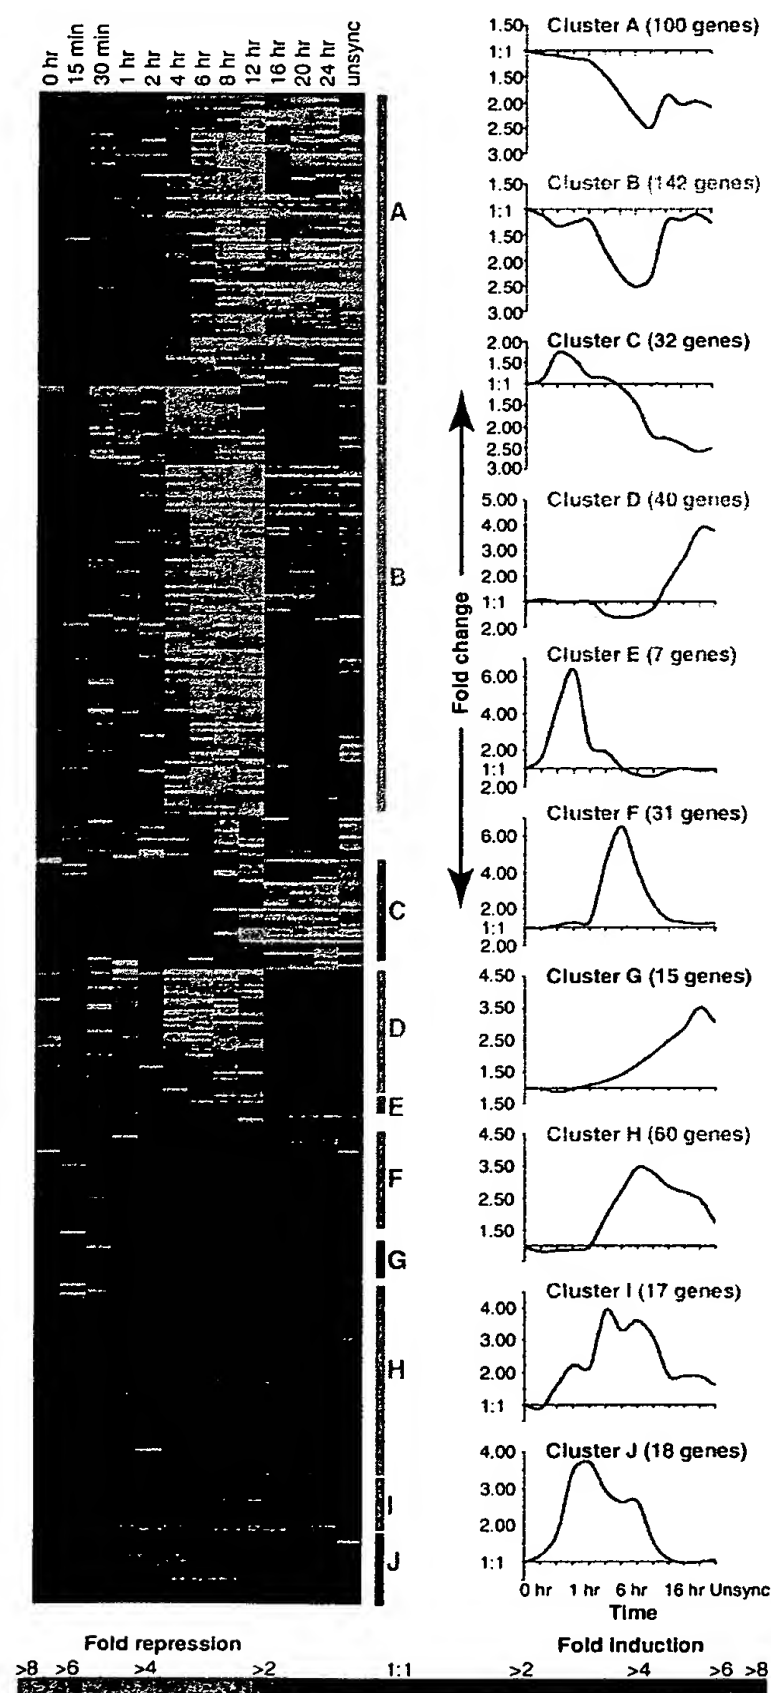 0 hr
15 min
30 min
1 hr
2 hr
4 hr
6 hr
8 hr
12 hr
16 hr
20 hr
24 hr
unsync
A
B
C
D
E
F
G
H
I
J
Fold change
Cluster A (100 genes)
1.50
1:1
1.50
2.00
2.50
3.00
Cluster B (142 genes)
1.50
1:1
1.50
2.00
2.50
3.00
Cluster C (32 genes)
2.00
1.50
1:1
1.50
2.00
2.50
3.00
Cluster D (40 genes)
5.00
4.00
3.00
2.00
1:1
2.00
Cluster E (7 genes)
6.00
4.00
2.00
1:1
2.00
Cluster F (31 genes)
6.00
4.00
2.00
1:1
2.00
Cluster G (15 genes)
4.50
3.50
2.50
1.50
1.50
Cluster H (60 genes)
4.50
3.50
2.50
1.50
Cluster I (17 genes)
4.00
3.00
2.00
1:1
Cluster J (18 genes)
4.00
3.00
2.00
1:1
0 hr 1 hr 6 hr 16 hr Unsync
Time
Fold repression Fold induction
>8 >6 >4 >2 1:1 >2 >4 >6 >8